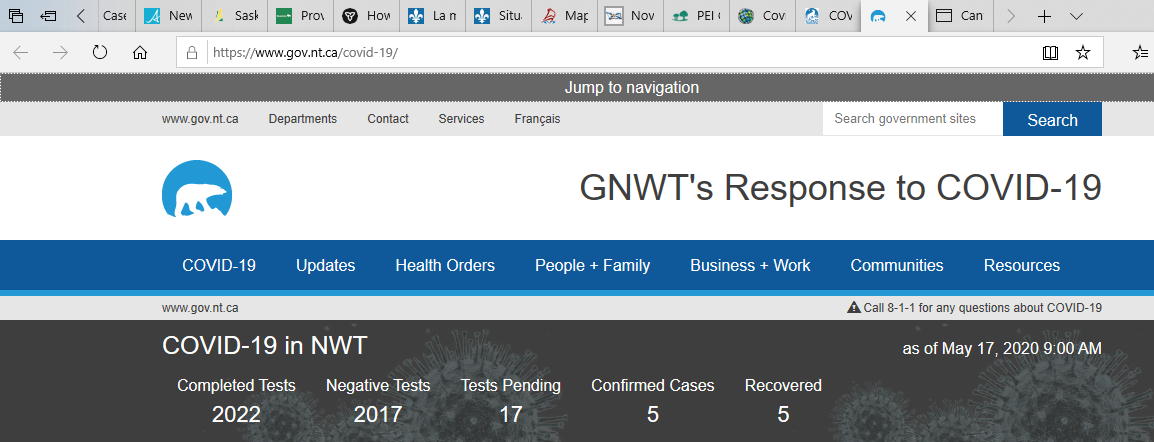 Case New Sask Prov How La m Situ Map Nov PEI Cov COV Can
https://www.gov.nt.ca/covid-19/
Jump to navigation
www.gov.nt.ca Departments Contact Services Français Search government sites Search
GNWT's Response to COVID-19
COVID-19 Updates Health Orders People + Family Business + Work Communities Resources
www.gov.nt.ca Call 8-1-1 for any questions about COVID-19
COVID-19 in NWT as of May 17, 2020 9:00 AM
Completed Tests Negative Tests Tests Pending Confirmed Cases Recovered
2022 2017 17 5 5